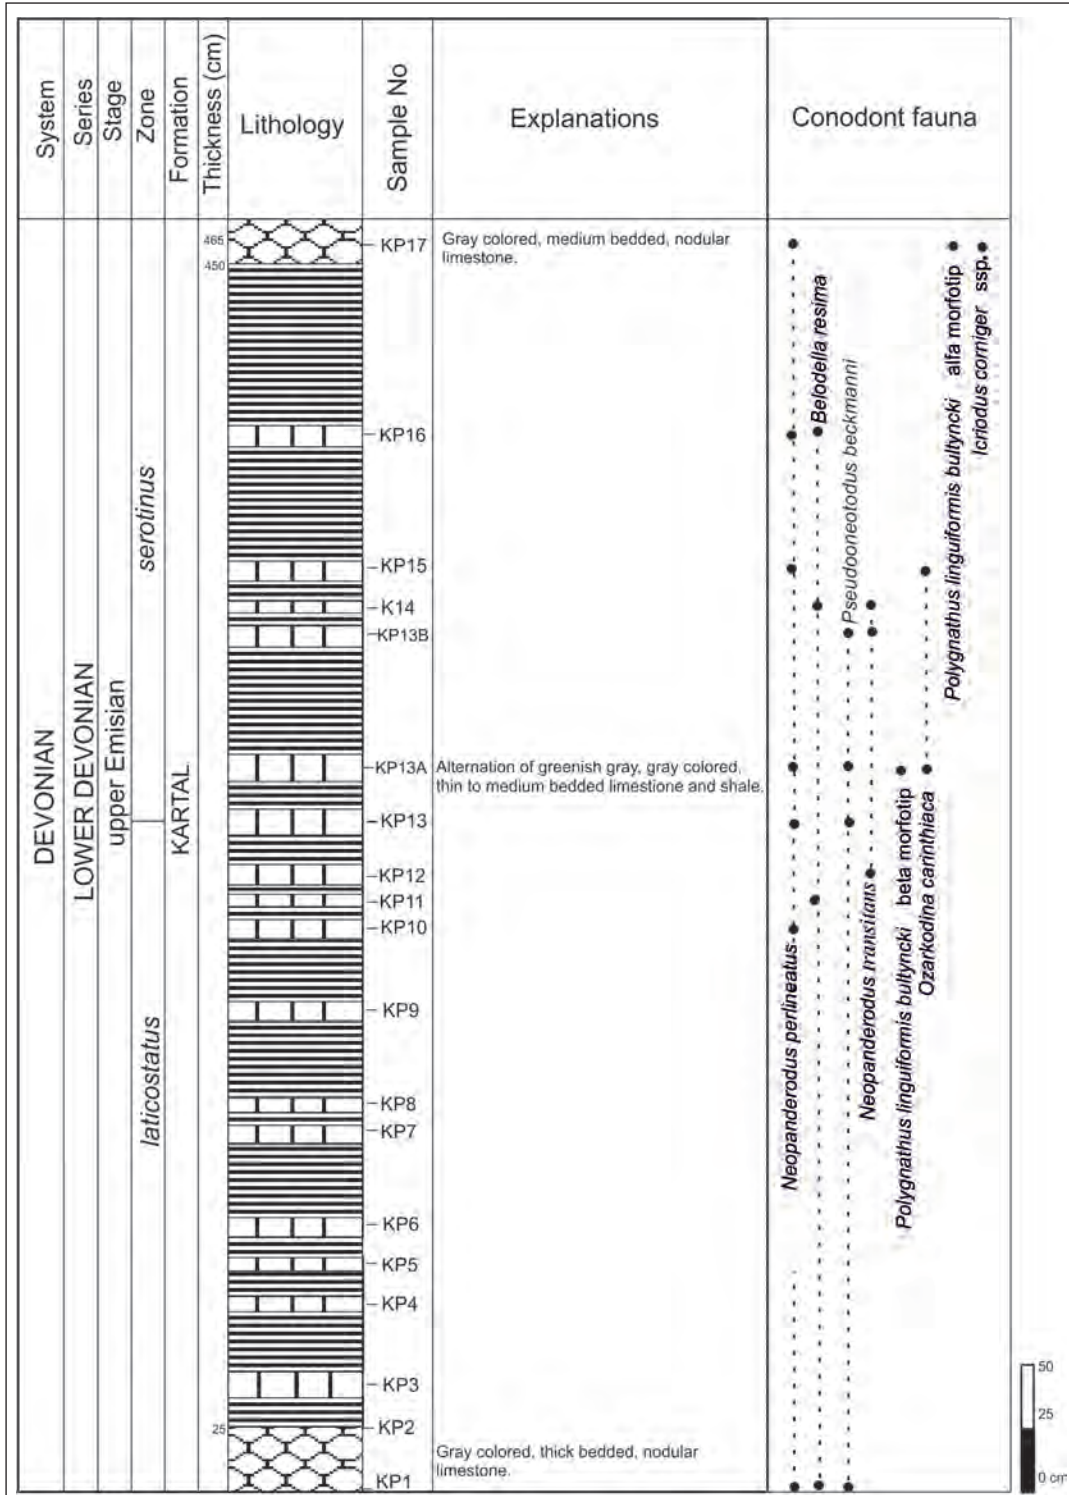 System
Series
Stage
Zone
Formation
Thickness (cm)
Lithology
Sample No
Explanations
Conodont fauna
DEVONIAN
LOWER DEVONIAN
upper Emisian
serotinus
laticostatus
KARTAL
465
450
25
KP17
KP16
KP15
K14
KP13B
KP13A
KP13
KP12
KP11
KP10
KP9
KP8
KP7
KP6
KP5
KP4
KP3
KP2
KP1
Gray colored, medium bedded, nodular
limestone.
Alternation of greenish gray, gray colored,
thin to medium bedded limestone and shale.
Gray colored, thick bedded, nodular
limestone.
Neopanderodus perlineatus
Belodella resima
Pseudooneotodus beckmanni
Neopanderodus transitans
Polygnathus linguiformis bultyncki beta morfotip
Ozarkodina carinthiaca
Polygnathus linguiformis bultyncki alfa morfotip
Icriodus corniger ssp.
50
25
0 cm